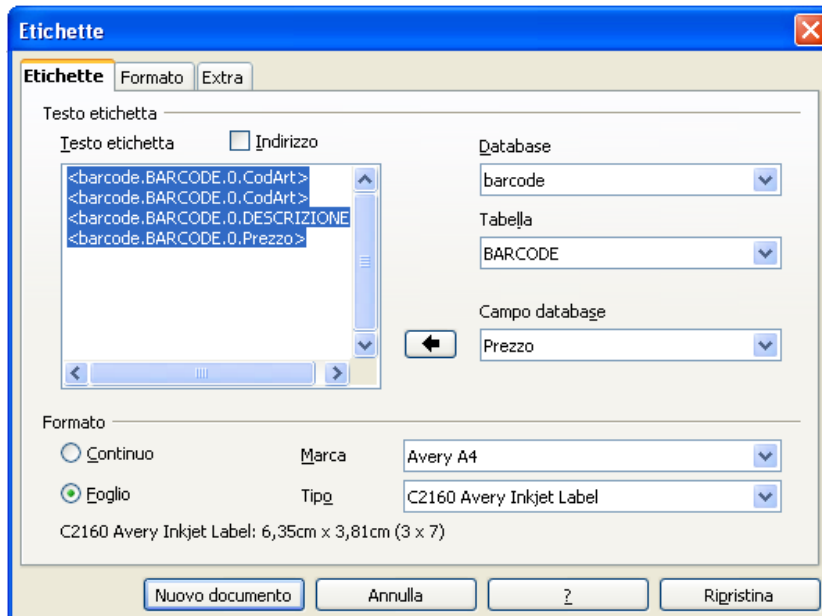 Etichette
Etichette Formato Extra
Testo etichetta
Testo etichetta Indirizzo
<barcode.BARCODE.0.CodArt>
<barcode.BARCODE.0.CodArt>
<barcode.BARCODE.0.DESCRIZIONE
<barcode.BARCODE.0.Prezzo>
Database
barcode
Tabella
BARCODE
Campo database
Prezzo
Formato
Continuo
Foglio
Marca Avery A4
Tipo C2160 Avery Inkjet Label
C2160 Avery Inkjet Label: 6,35cm x 3,81cm (3 x 7)
Nuovo documento Annulla ? Ripristina